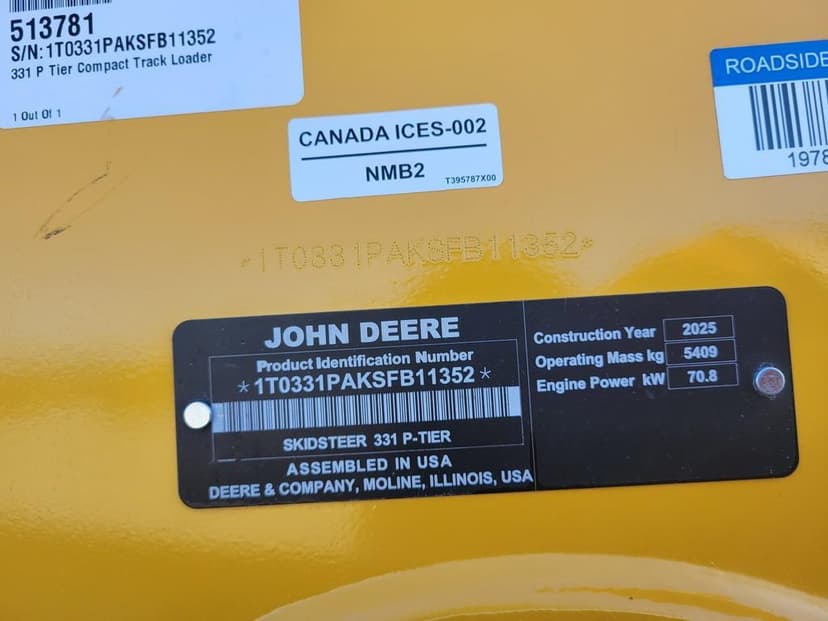 513781
S/N:1T0331PAKSFB11352
331 P Tier Compact Track Loader
1 Out Of 1
CANADA ICES-002
NMB2
T395787X00
ROADSIDE
1978
*1T0331PAKSFB11352*
JOHN DEERE
Product Identification Number
*1T0331PAKSFB11352*
SKIDSTEER 331 P-TIER
ASSEMBLED IN USA
DEERE & COMPANY, MOLINE, ILLINOIS, USA
Construction Year 2025
Operating Mass kg 5409
Engine Power kW 70.8